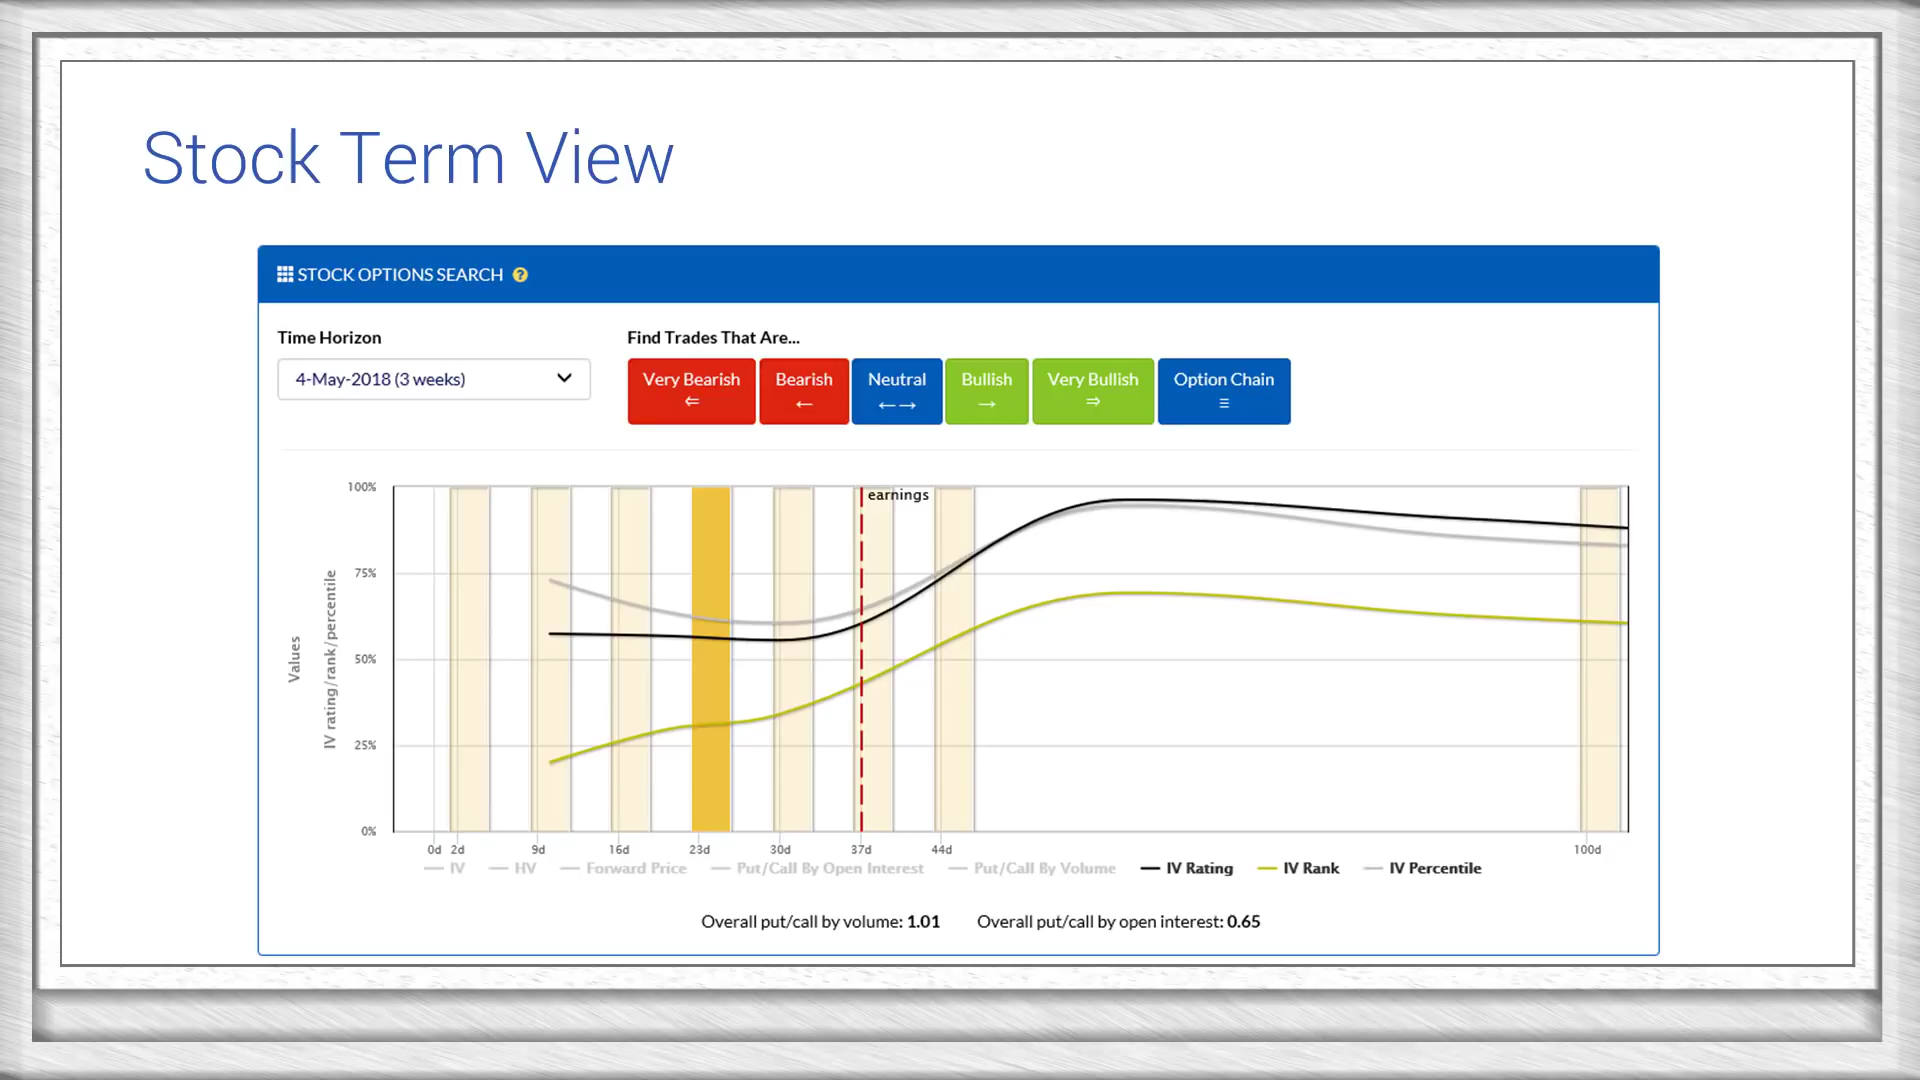 Stock Term View
STOCK OPTIONS SEARCH ?
Time Horizon
Find Trades That Are...
4-May-2018 (3 weeks)
Very Bearish
⇐
Bearish
←
Neutral
←→
Bullish
→
Very Bullish
⇒
Option Chain
☰
Values
IV rating/rank/percentile
100%
75%
50%
25%
0%
earnings
0d 2d 9d 16d 23d 30d 37d 44d 100d
IV HV Forward Price Put/Call By Open Interest Put/Call By Volume IV Rating IV Rank IV Percentile
Overall put/call by volume: 1.01 Overall put/call by open interest: 0.65